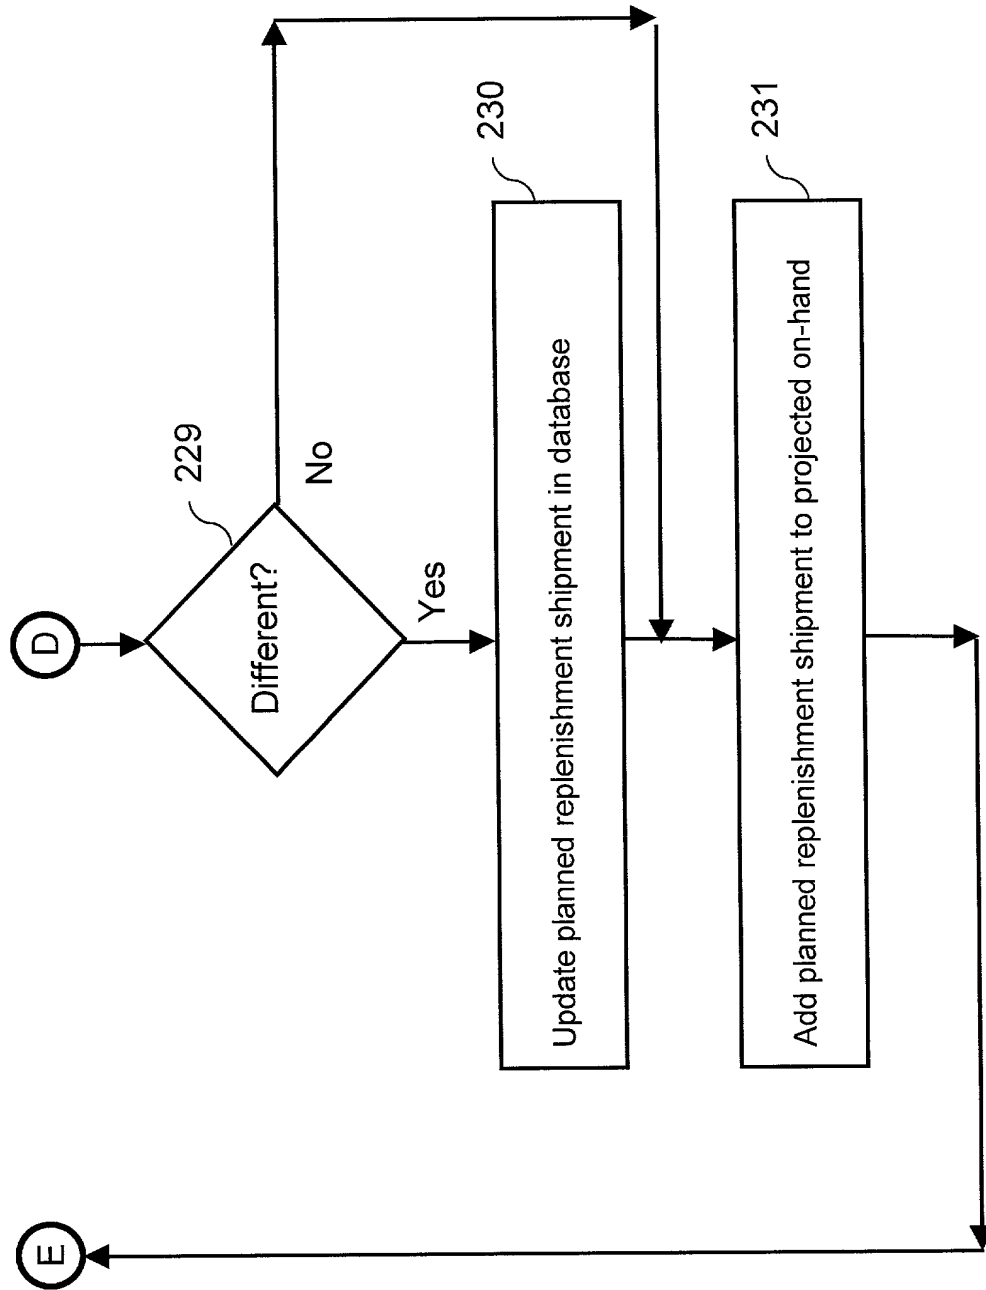 D
229
Different?
No
Yes
230
Update planned replenishment shipment in database
231
Add planned replenishment shipment to projected on-hand
E